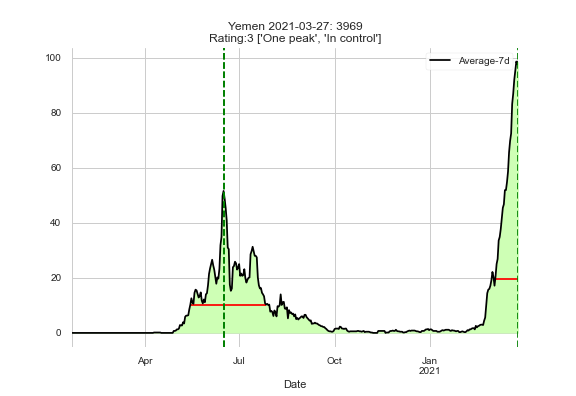 Yemen 2021-03-27: 3969
Rating:3 ['One peak', 'In control']
Average-7d
100
80
60
40
20
0
Apr
Jul
Oct
Jan
2021
Date